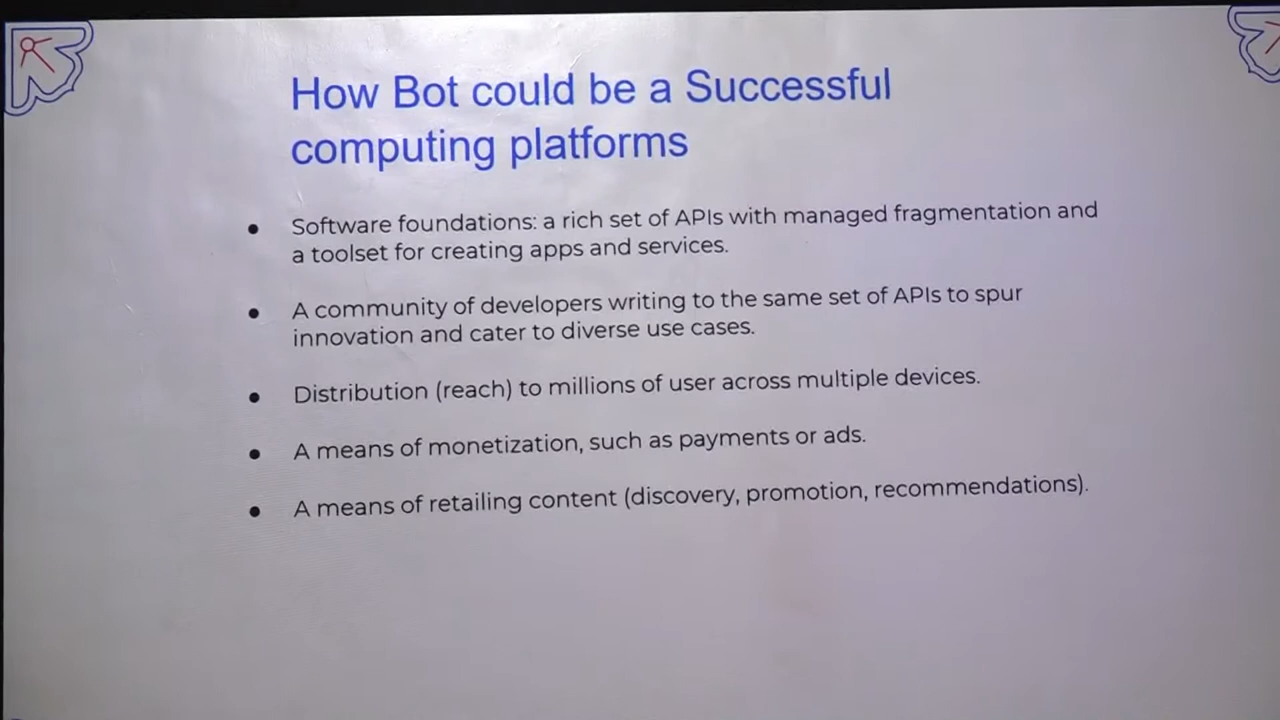 How Bot could be a Successful
computing platforms
● Software foundations: a rich set of APIs with managed fragmentation and
a toolset for creating apps and services.
● A community of developers writing to the same set of APIs to spur
innovation and cater to diverse use cases.
● Distribution (reach) to millions of user across multiple devices.
● A means of monetization, such as payments or ads.
● A means of retailing content (discovery, promotion, recommendations).